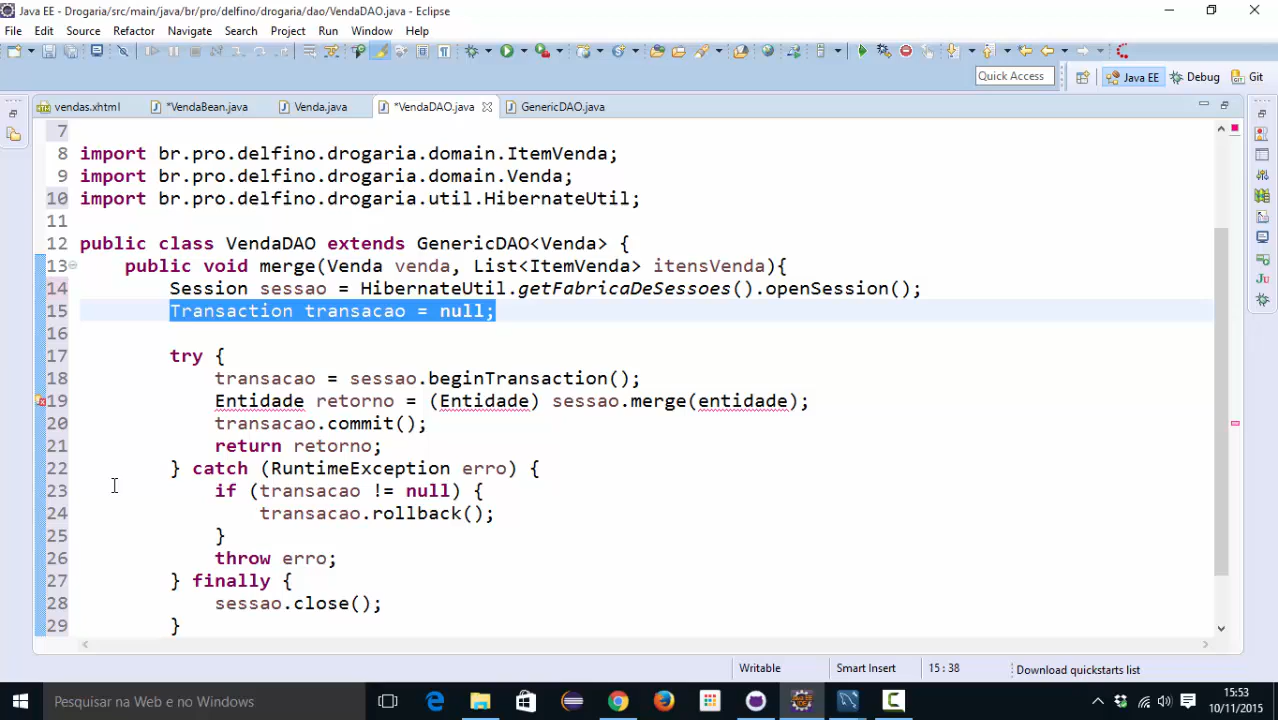 Java EE - Drogaria/src/main/java/br/pro/delfino/drogaria/dao/VendaDAO.java - Eclipse
File Edit Source Refactor Navigate Search Project Run Window Help
Quick Access Java EE Debug Git
vendas.xhtml *VendaBean.java Venda.java *VendaDAO.java GenericDAO.java
7
8 import br.pro.delfino.drogaria.domain.ItemVenda;
9 import br.pro.delfino.drogaria.domain.Venda;
10 import br.pro.delfino.drogaria.util.HibernateUtil;
11
12 public class VendaDAO extends GenericDAO<Venda> {
13 public void merge(Venda venda, List<ItemVenda> itensVenda){
14 Session sessao = HibernateUtil.getFabricaDeSessoes().openSession();
15 Transaction transacao = null;
16
17 try {
18 transacao = sessao.beginTransaction();
19 Entidade retorno = (Entidade) sessao.merge(entidade);
20 transacao.commit();
21 return retorno;
22 } catch (RuntimeException erro) {
23 if (transacao != null) {
24 transacao.rollback();
25 }
26 throw erro;
27 } finally {
28 sessao.close();
29 }
Writable Smart Insert 15:38 Download quickstarts list
Pesquisar na Web e no Windows
15:53
10/11/2015